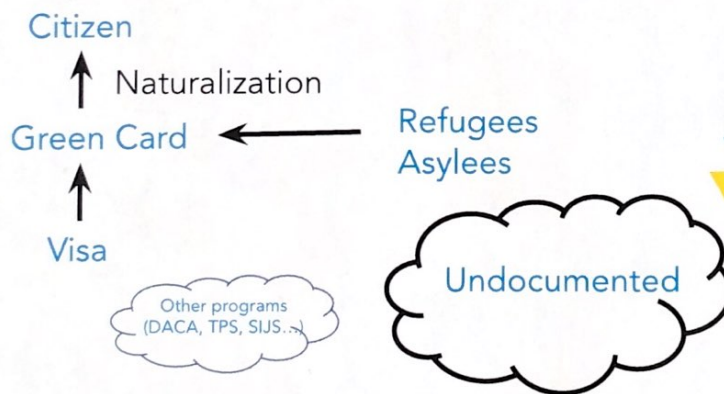 Citizen
Naturalization
Green Card
Refugees
Asylees
Visa
Undocumented
Other programs
(DACA, TPS, SIJS...)